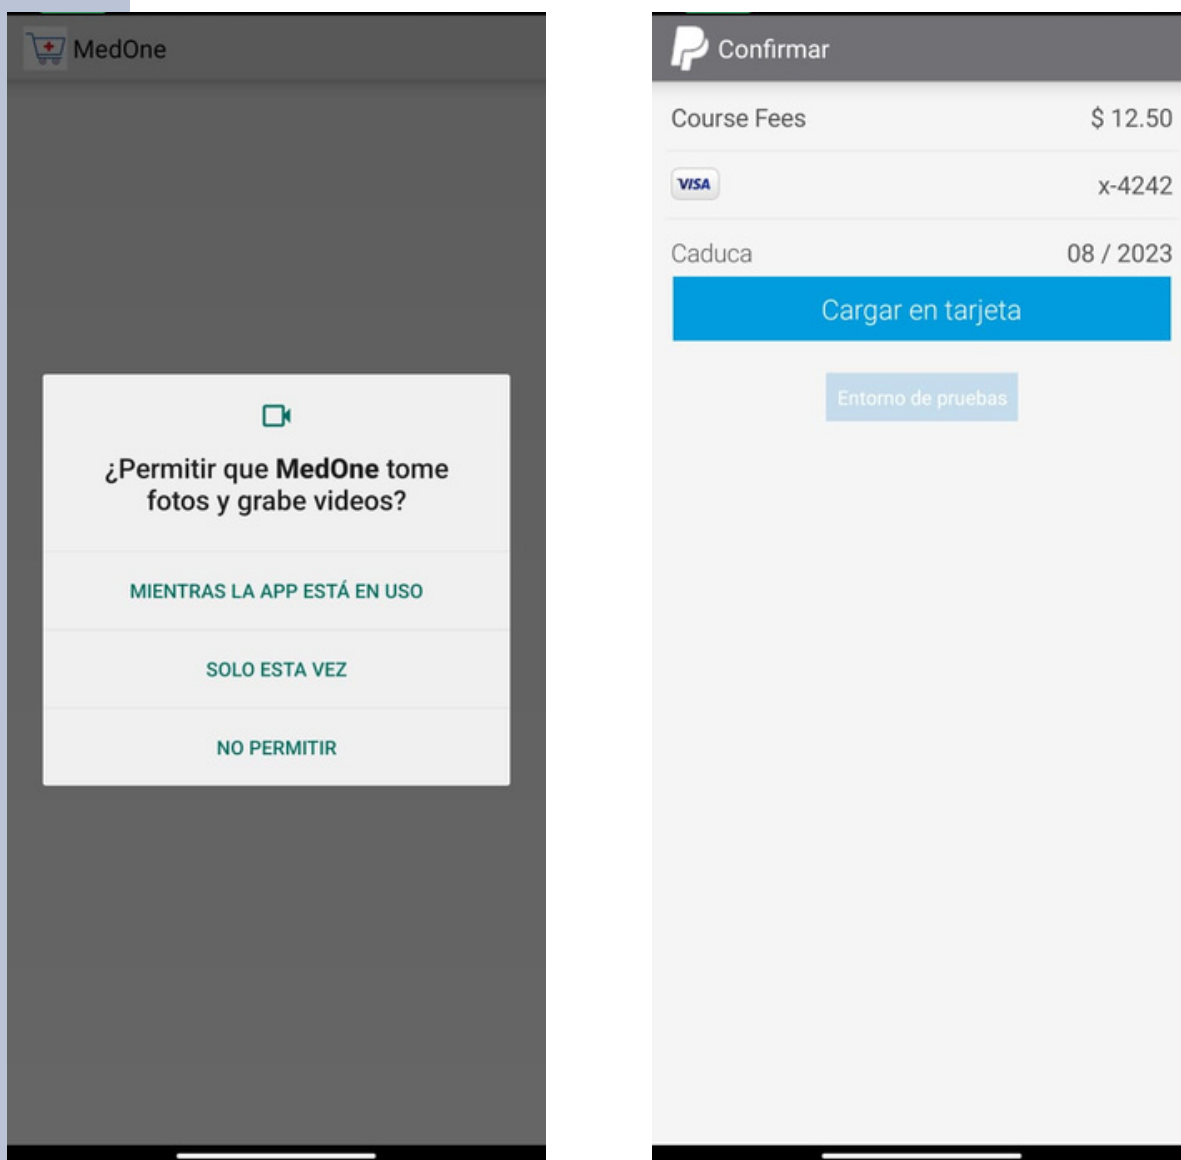 MedOne
¿Permitir que MedOne tome
fotos y grabe videos?
MIENTRAS LA APP ESTÁ EN USO
SOLO ESTA VEZ
NO PERMITIR
Confirmar
Course Fees $ 12.50
VISA x-4242
Caduca 08 / 2023
Cargar en tarjeta
Entorno de pruebas